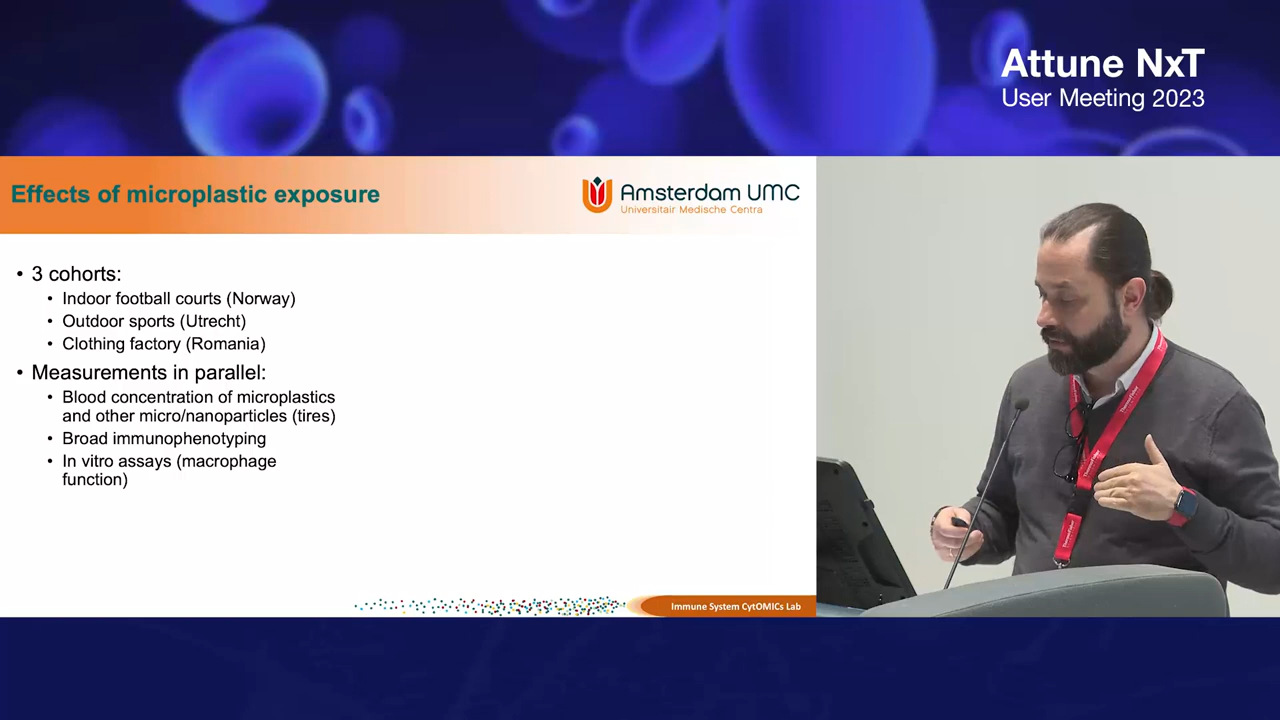 Attune NxT
User Meeting 2023
Effects of microplastic exposure
Amsterdam UMC
Universitair Medische Centra
• 3 cohorts:
• Indoor football courts (Norway)
• Outdoor sports (Utrecht)
• Clothing factory (Romania)
• Measurements in parallel:
• Blood concentration of microplastics
and other micro/nanoparticles (tires)
• Broad immunophenotyping
• In vitro assays (macrophage
function)
Immune System CytOMICs Lab